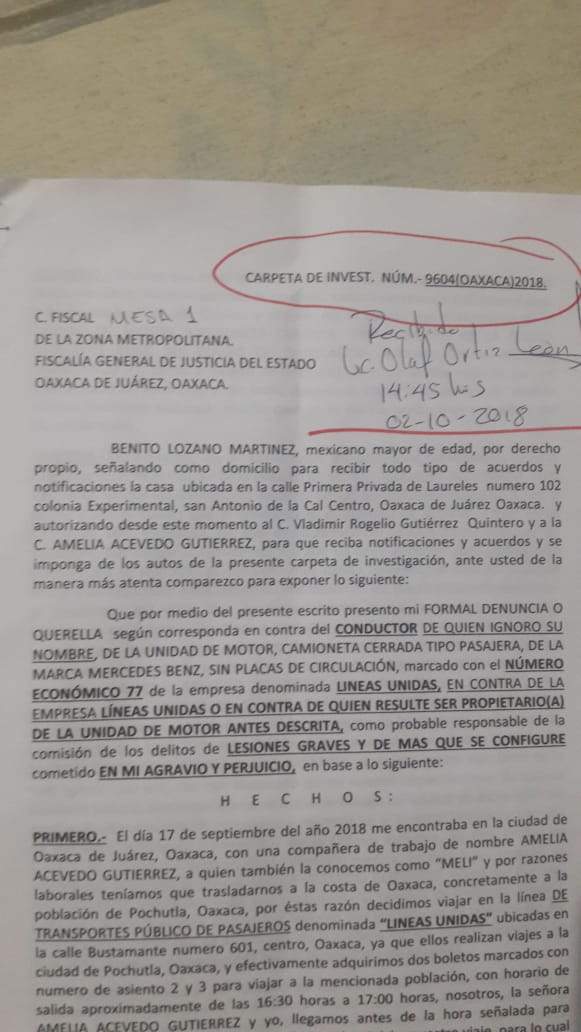 CARPETA DE INVEST. NÚM.- 9604(OAXACA)2018.
C. FISCAL MESA 1
DE LA ZONA METROPOLITANA.
FISCALÍA GENERAL DE JUSTICIA DEL ESTADO
OAXACA DE JUÁREZ, OAXACA.
Recibido
Lic. Olaf Ortiz León
14:45 hrs
02-10-2018
BENITO LOZANO MARTINEZ, mexicano mayor de edad, por derecho
propio, señalando como domicilio para recibir todo tipo de acuerdos y
notificaciones la casa ubicada en la calle Primera Privada de Laureles numero 102
colonia Experimental, san Antonio de la Cal Centro, Oaxaca de Juárez Oaxaca. y
autorizando desde este momento al C. Vladimir Rogelio Gutiérrez Quintero y a la
C. AMELIA ACEVEDO GUTIERREZ, para que reciba notificaciones y acuerdos y se
imponga de los autos de la presente carpeta de investigación, ante usted de la
manera más atenta comparezco para exponer lo siguiente:
Que por medio del presente escrito presento mi FORMAL DENUNCIA O
QUERELLA según corresponda en contra del CONDUCTOR DE QUIEN IGNORO SU
NOMBRE, DE LA UNIDAD DE MOTOR, CAMIONETA CERRADA TIPO PASAJERA, DE LA
MARCA MERCEDES BENZ, SIN PLACAS DE CIRCULACIÓN, marcado con el NÚMERO
ECONÓMICO 77 de la empresa denominada LINEAS UNIDAS, EN CONTRA DE LA
EMPRESA LÍNEAS UNIDAS O EN CONTRA DE QUIEN RESULTE SER PROPIETARIO(A)
DE LA UNIDAD DE MOTOR ANTES DESCRITA, como probable responsable de la
comisión de los delitos de LESIONES GRAVES Y DE MAS QUE SE CONFIGURE
cometido EN MI AGRAVIO Y PERJUICIO, en base a lo siguiente:
H E C H O S :
PRIMERO.- El día 17 de septiembre del año 2018 me encontraba en la ciudad de
Oaxaca de Juárez, Oaxaca, con una compañera de trabajo de nombre AMELIA
ACEVEDO GUTIERREZ, a quien también la conocemos como "MELI" y por razones
laborales teníamos que trasladarnos a la costa de Oaxaca, concretamente a la
población de Pochutla, Oaxaca, por éstas razón decidimos viajar en la línea DE
TRANSPORTES PÚBLICO DE PASAJEROS denominada "LINEAS UNIDAS" ubicadas en
la calle Bustamante numero 601, centro, Oaxaca, ya que ellos realizan viajes a la
ciudad de Pochutla, Oaxaca, y efectivamente adquirimos dos boletos marcados con
numero de asiento 2 y 3 para viajar a la mencionada población, con horario de
salida aproximadamente de las 16:30 horas a 17:00 horas, nosotros, la señora
AMELIA ACEVEDO GUTIERREZ y yo, llegamos antes de la hora señalada para
para lo cual